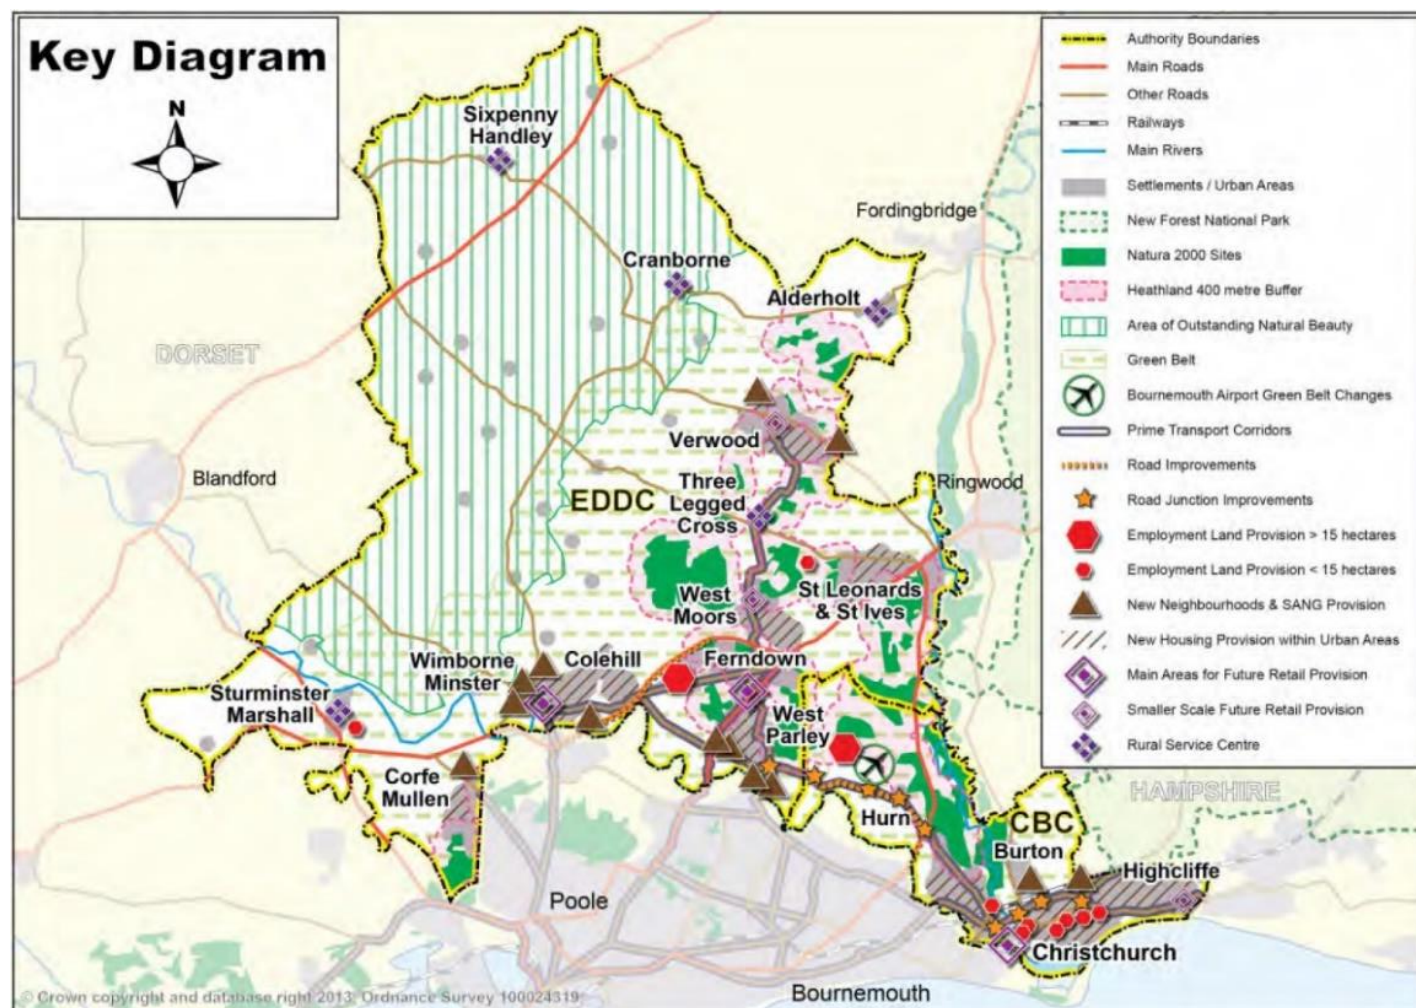 Key Diagram
N
Sixpenny
Handley
Fordingbridge
Cranborne
Alderholt
DORSET
Verwood
Blandford
Three
Legged
Cross
Ringwood
EDDC
West
Moors
St Leonards
& St Ives
Wimborne
Minster
Colehill
Ferndown
Sturminster
Marshall
West
Parley
Corfe
Mullen
Hurn
CBC
Burton
HAMPSHIRE
Highcliffe
Poole
Christchurch
Bournemouth
© Crown copyright and database right 2013. Ordnance Survey 100024319
Authority Boundaries
Main Roads
Other Roads
Railways
Main Rivers
Settlements / Urban Areas
New Forest National Park
Natura 2000 Sites
Heathland 400 metre Buffer
Area of Outstanding Natural Beauty
Green Belt
Bournemouth Airport Green Belt Changes
Prime Transport Corridors
Road Improvements
Road Junction Improvements
Employment Land Provision > 15 hectares
Employment Land Provision < 15 hectares
New Neighbourhoods & SANG Provision
New Housing Provision within Urban Areas
Main Areas for Future Retail Provision
Smaller Scale Future Retail Provision
Rural Service Centre